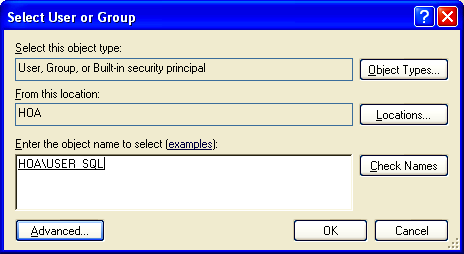 Select User or Group
Select this object type:
User, Group, or Built-in security principal
Object Types...
From this location:
HOA
Locations...
Enter the object name to select (examples):
HOA\USER_SQL
Check Names
Advanced...
OK
Cancel